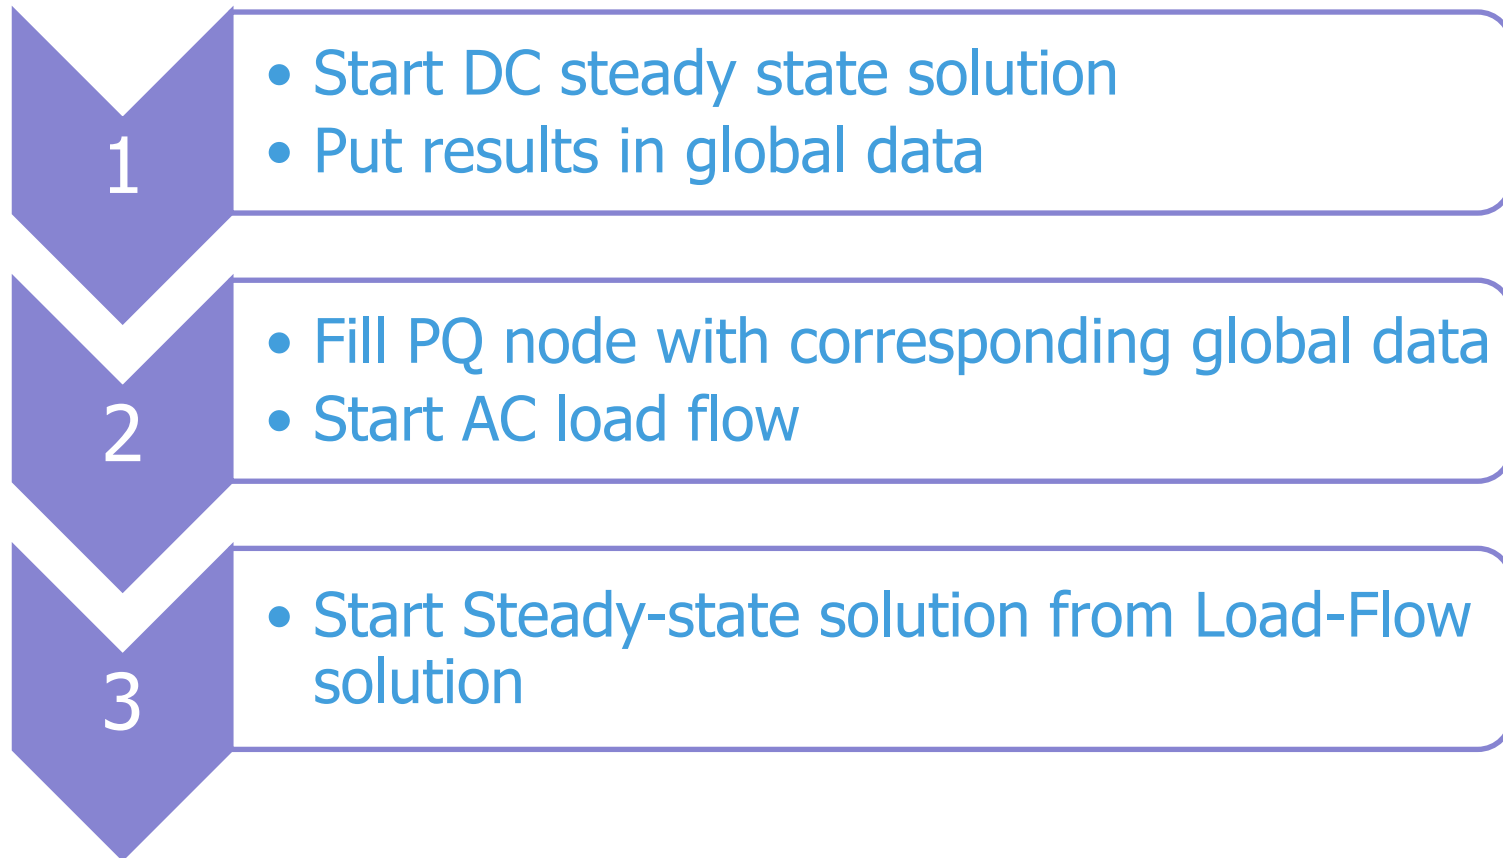 1
• Start DC steady state solution
• Put results in global data
2
• Fill PQ node with corresponding global data
• Start AC load flow
3
• Start Steady-state solution from Load-Flow
solution